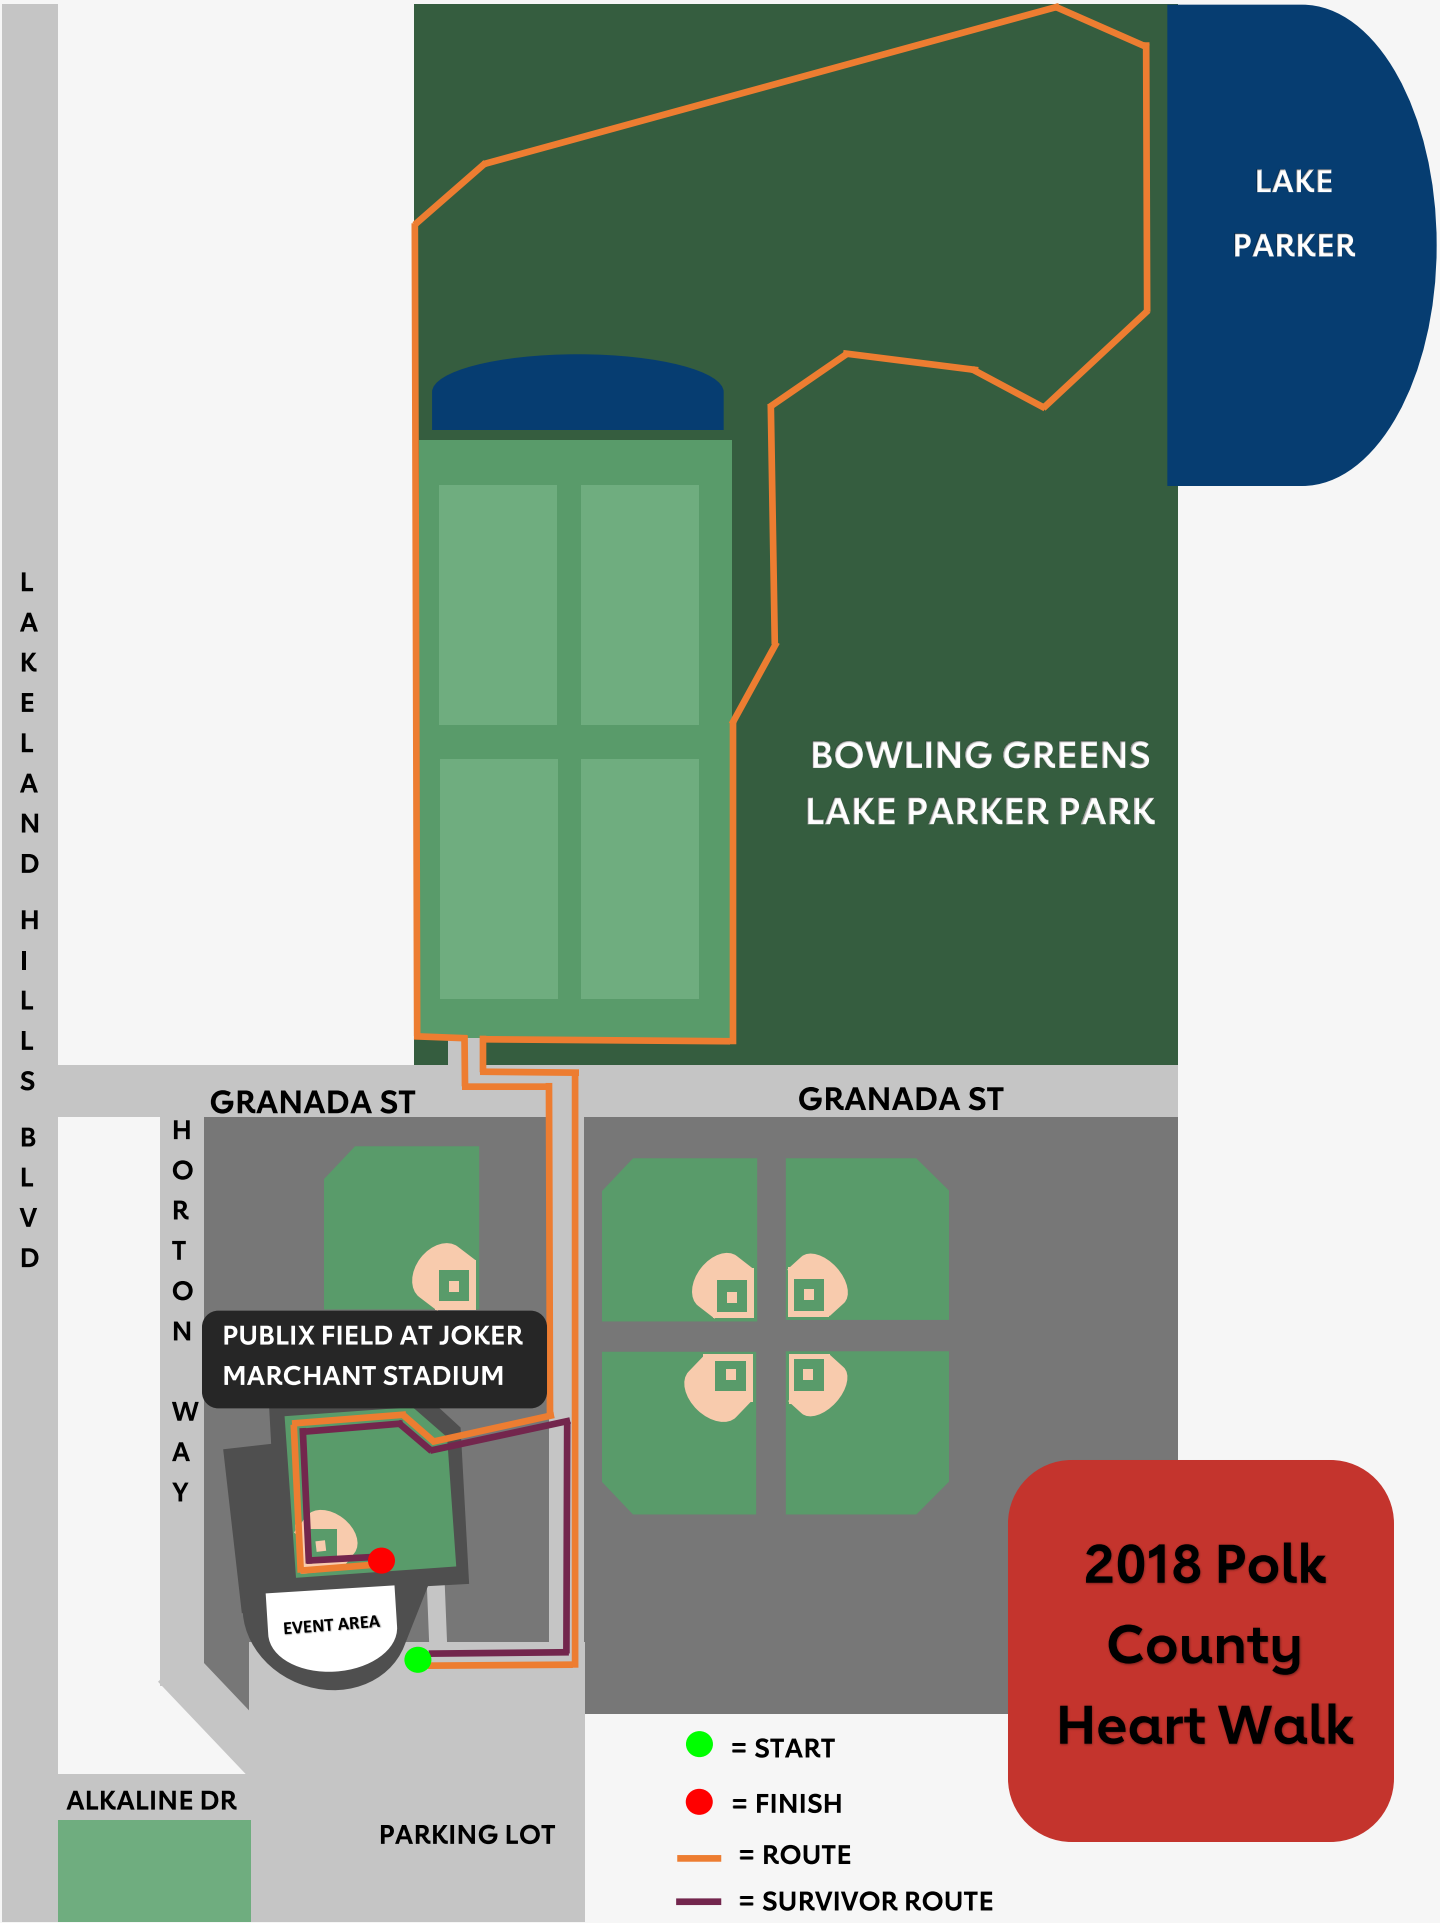 LAKE
PARKER
LAKELAND HILLS BLVD
BOWLING GREENS
LAKE PARKER PARK
GRANADA ST
GRANADA ST
HORTON WAY
PUBLIX FIELD AT JOKER
MARCHANT STADIUM
EVENT AREA
2018 Polk
County
Heart Walk
= START
= FINISH
= ROUTE
= SURVIVOR ROUTE
ALKALINE DR
PARKING LOT